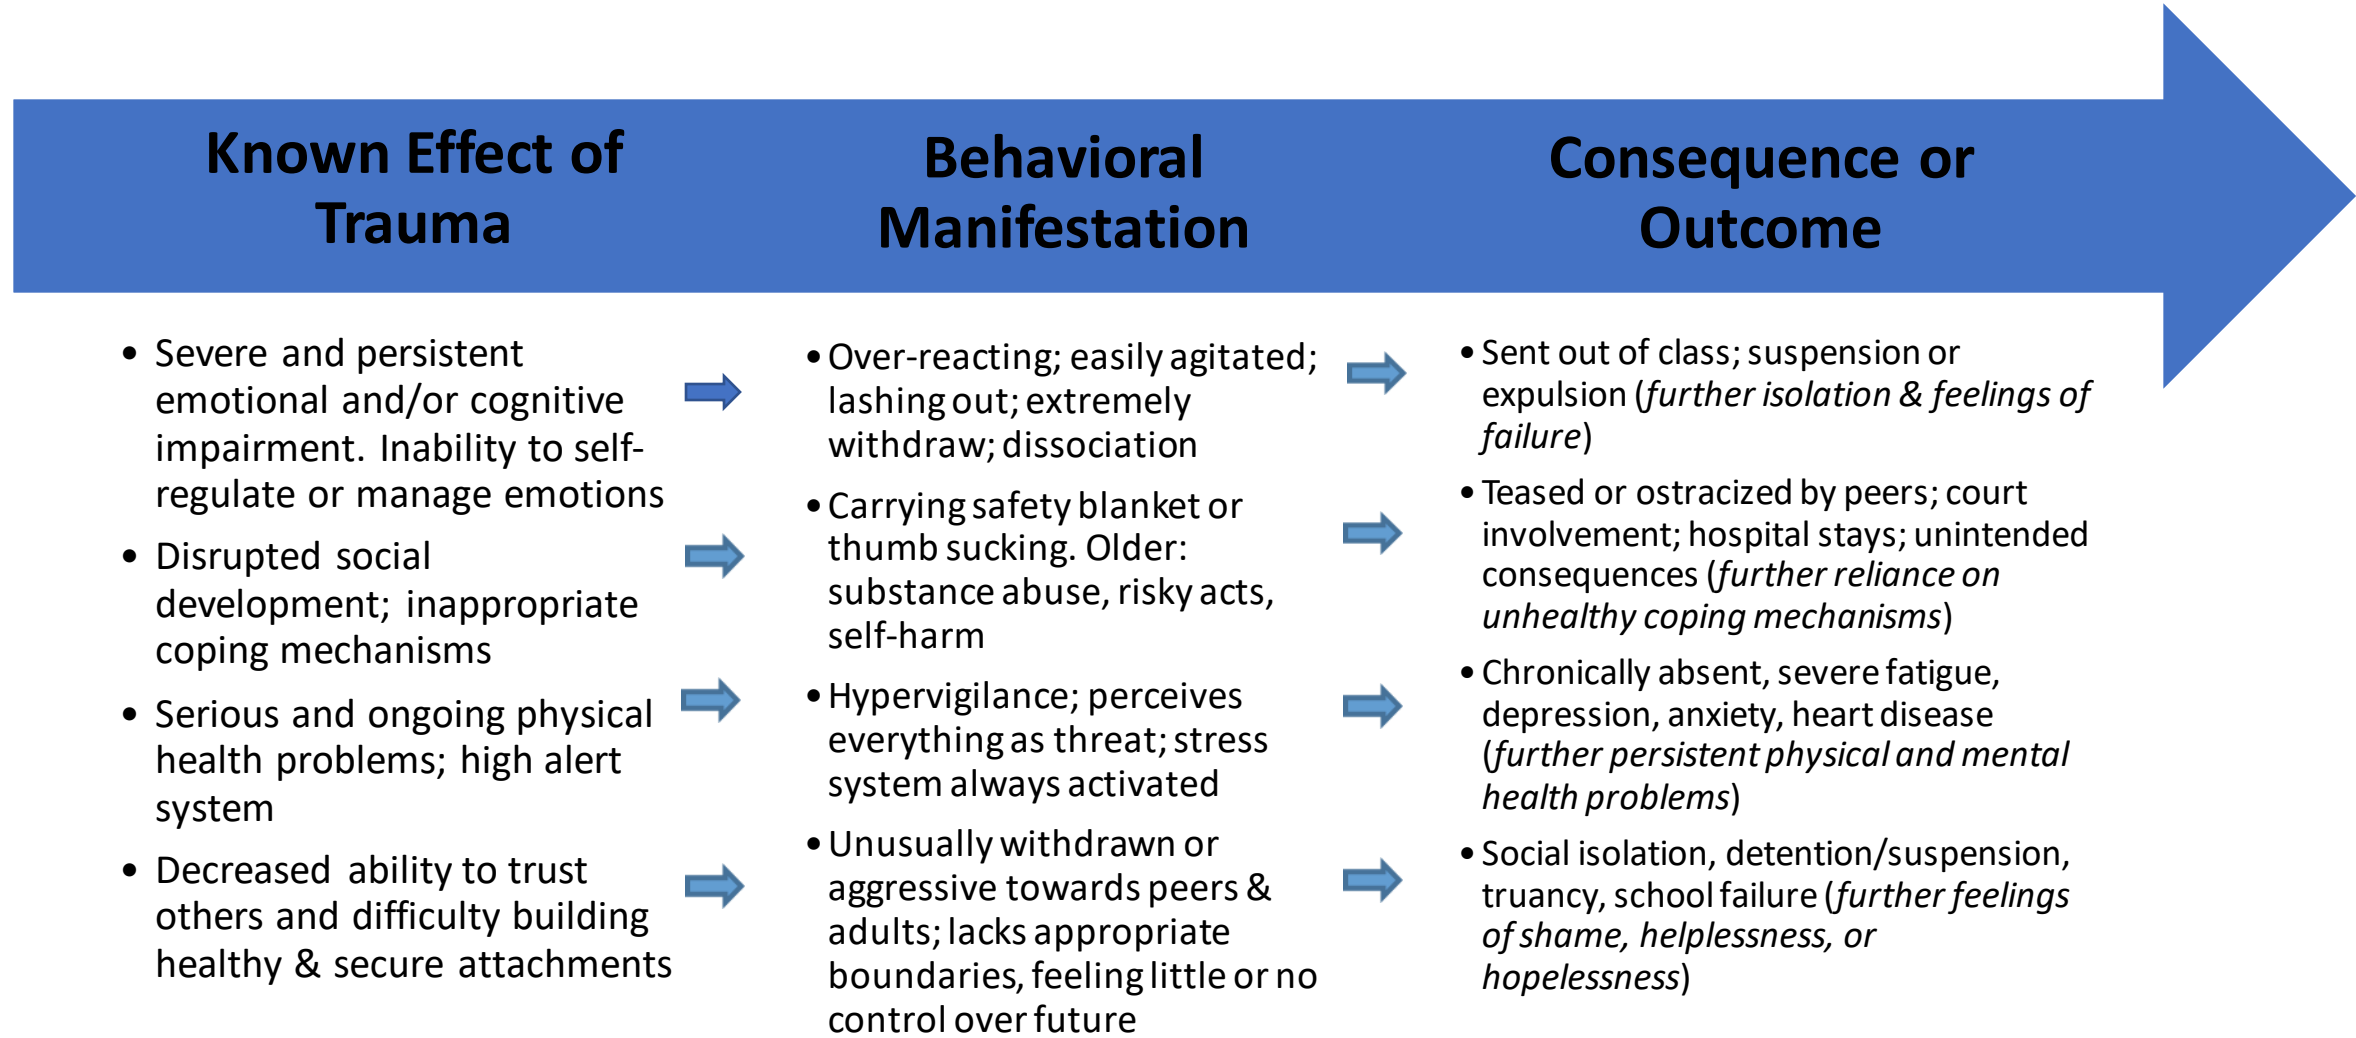 Known Effect of
Trauma
Behavioral
Manifestation
Consequence or
Outcome
• Severe and persistent
emotional and/or cognitive
impairment. Inability to self-
regulate or manage emotions
• Disrupted social
development; inappropriate
coping mechanisms
• Serious and ongoing physical
health problems; high alert
system
• Decreased ability to trust
others and difficulty building
healthy & secure attachments
• Over-reacting; easily agitated;
lashing out; extremely
withdraw; dissociation
• Carrying safety blanket or
thumb sucking. Older:
substance abuse, risky acts,
self-harm
• Hypervigilance; perceives
everything as threat; stress
system always activated
• Unusually withdrawn or
aggressive towards peers &
adults; lacks appropriate
boundaries, feeling little or no
control over future
• Sent out of class; suspension or
expulsion (further isolation & feelings of
failure)
• Teased or ostracized by peers; court
involvement; hospital stays; unintended
consequences (further reliance on
unhealthy coping mechanisms)
• Chronically absent, severe fatigue,
depression, anxiety, heart disease
(further persistent physical and mental
health problems)
• Social isolation, detention/suspension,
truancy, school failure (further feelings
of shame, helplessness, or
hopelessness)